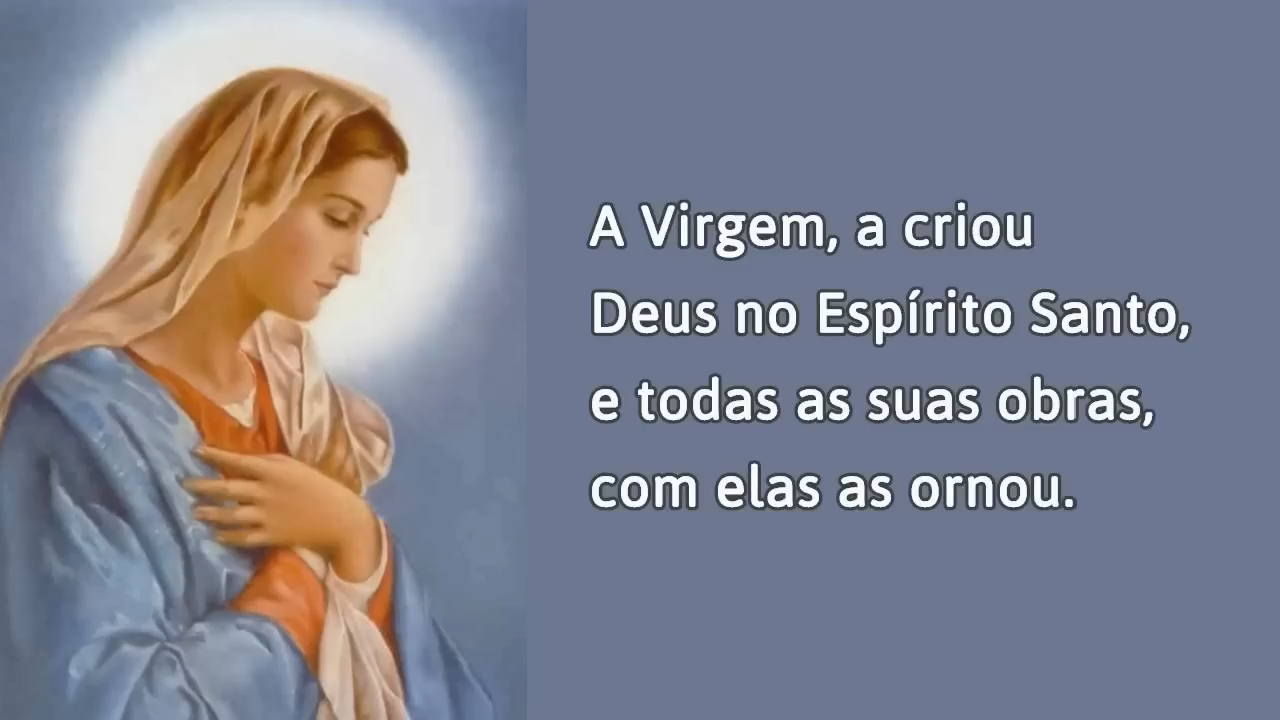 A Virgem, a criou
Deus no Espírito Santo,
e todas as suas obras,
com elas as ornou.